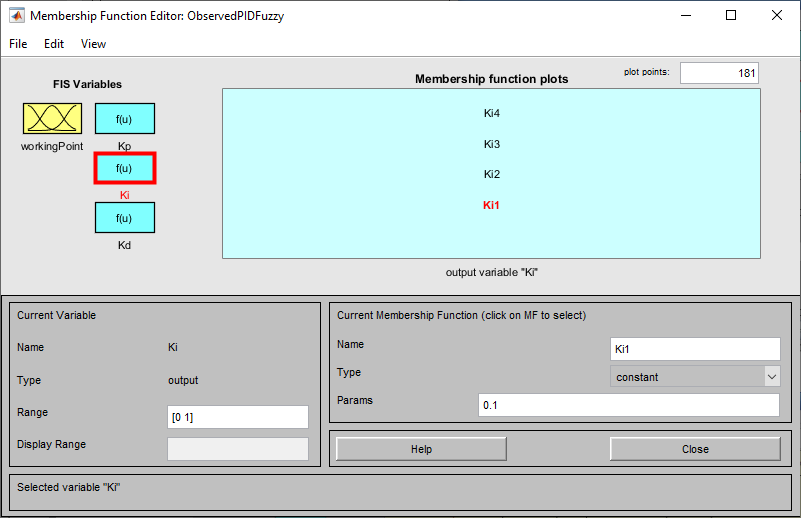 Membership Function Editor: ObservedPIDFuzzy
File Edit View
FIS Variables
Membership function plots
plot points: 181
f(u)
workingPoint
Kp
f(u)
Ki
f(u)
Kd
Ki4
Ki3
Ki2
Ki1
output variable "Ki"
Current Variable
Name Ki
Type output
Range [0 1]
Display Range
Current Membership Function (click on MF to select)
Name Ki1
Type constant
Params 0.1
Help Close
Selected variable "Ki"